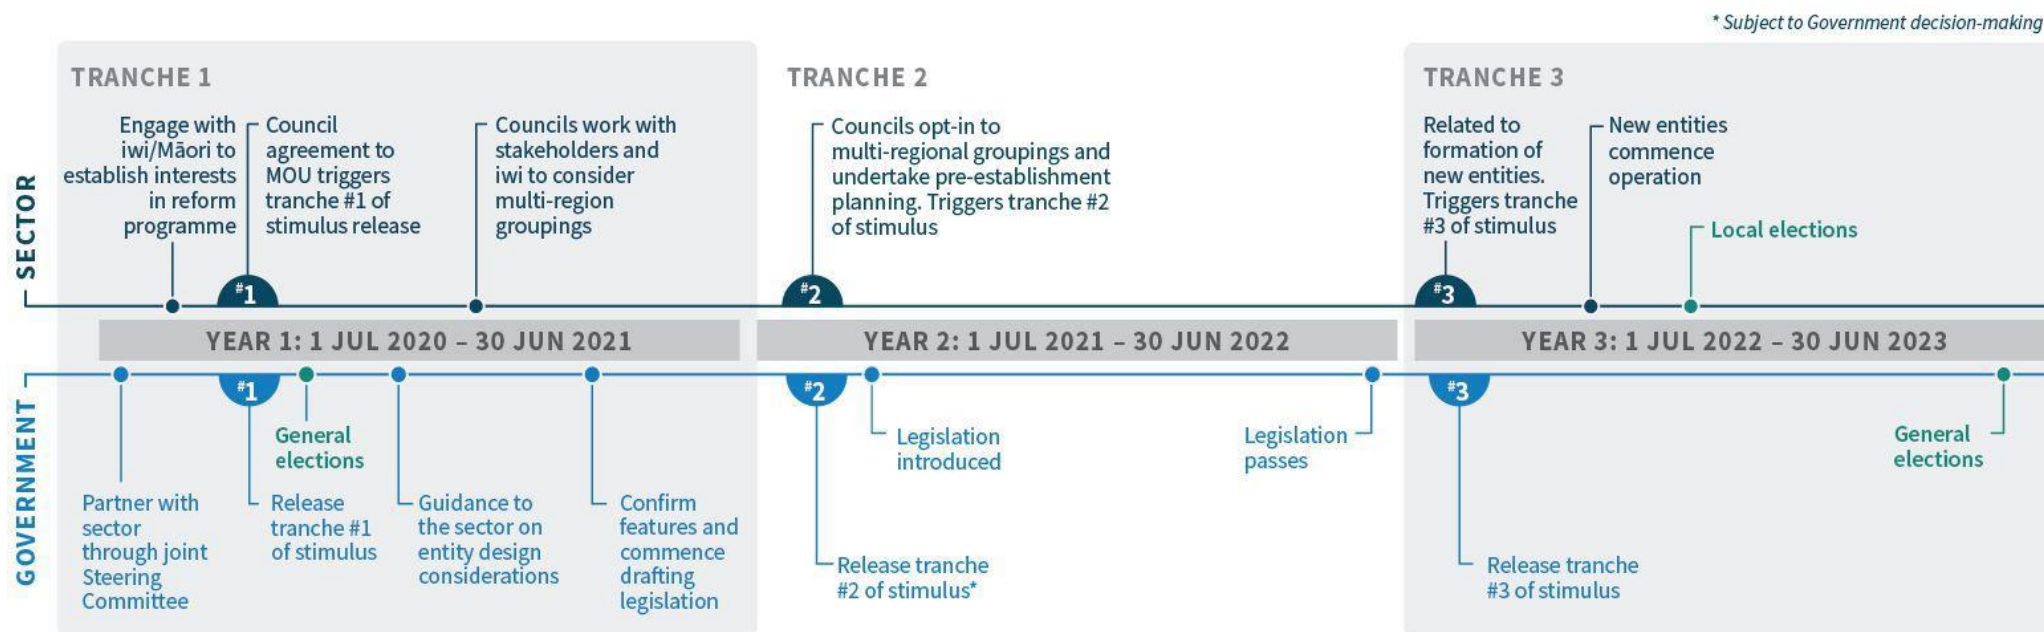 * Subject to Government decision-making
TRANCHE 1
Engage with
iwi/Māori to
establish interests
in reform
programme
Council
agreement to
MOU triggers
tranche #1 of
stimulus release
Councils work with
stakeholders and
iwi to consider
multi-region
groupings
TRANCHE 2
Councils opt-in to
multi-regional groupings and
undertake pre-establishment
planning. Triggers tranche #2
of stimulus
TRANCHE 3
Related to
formation of
new entities.
Triggers tranche
#3 of stimulus
New entities
commence
operation
Local elections
SECTOR
#1
#2
#3
YEAR 1: 1 JUL 2020 – 30 JUN 2021
YEAR 2: 1 JUL 2021 – 30 JUN 2022
YEAR 3: 1 JUL 2022 – 30 JUN 2023
GOVERNMENT
#1
#2
#3
Partner with
sector
through joint
Steering
Committee
Release
tranche #1
of stimulus
General
elections
Guidance to
the sector on
entity design
considerations
Confirm
features and
commence
drafting
legislation
Release tranche
#2 of stimulus*
Legislation
introduced
Legislation
passes
Release tranche
#3 of stimulus
General
elections